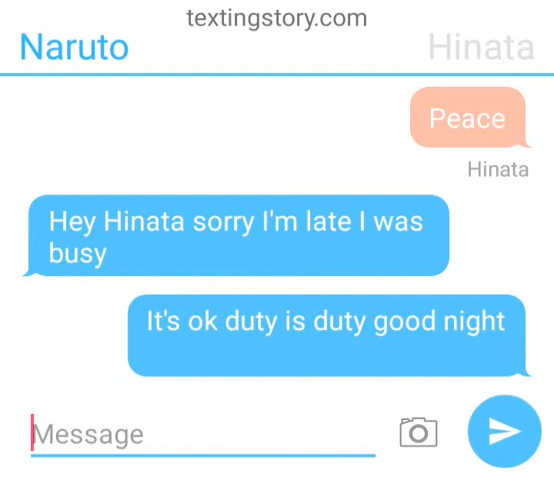 textingstory.com
Naruto
Hinata
Peace
Hinata
Hey Hinata sorry I'm late I was
busy
It's ok duty is duty good night
Message